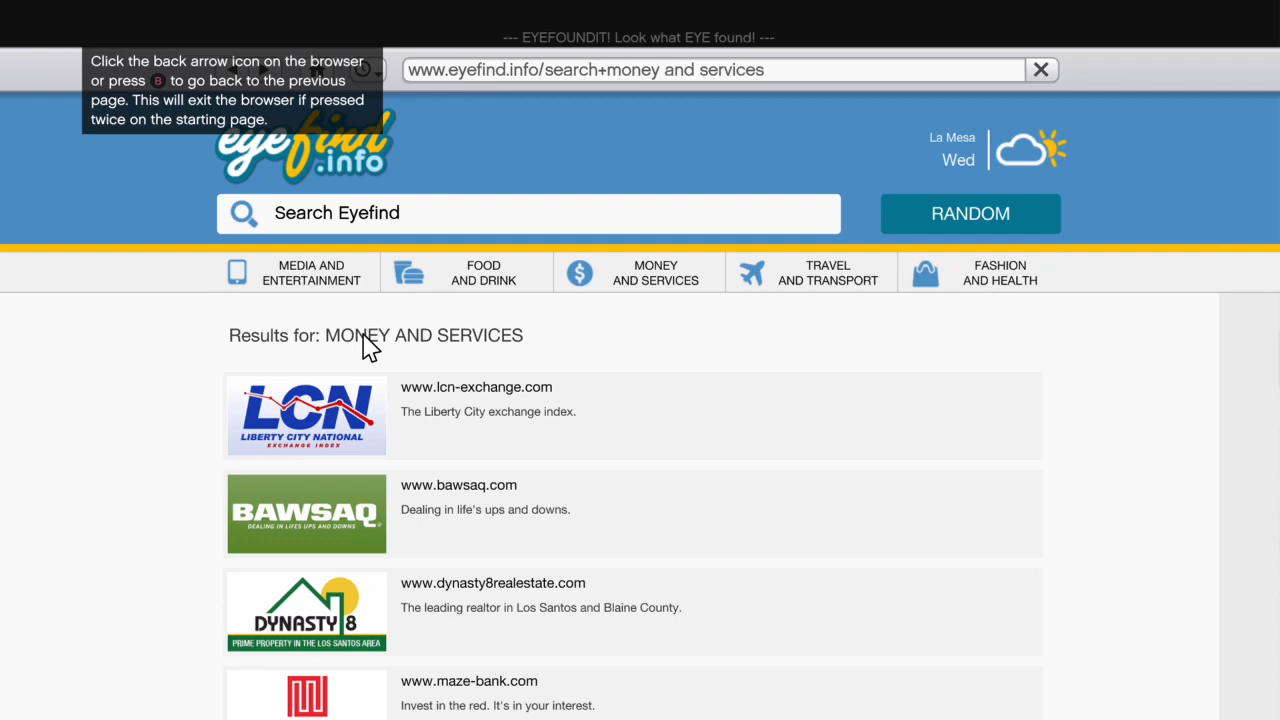 --- EYEFOUNDIT! Look what EYE found! ---
Click the back arrow icon on the browser
or press B to go back to the previous
page. This will exit the browser if pressed
twice on the starting page.
www.eyefind.info/search+money and services
eyefind
.info
La Mesa
Wed
Search Eyefind
RANDOM
MEDIA AND
ENTERTAINMENT
FOOD
AND DRINK
MONEY
AND SERVICES
TRAVEL
AND TRANSPORT
FASHION
AND HEALTH
Results for: MONEY AND SERVICES
LCN
LIBERTY CITY NATIONAL
EXCHANGE INDEX
www.lcn-exchange.com
The Liberty City exchange index.
BAWSAQ
DEALING IN LIFES UPS AND DOWNS
www.bawsaq.com
Dealing in life's ups and downs.
DYNASTY 8
PRIME PROPERTY IN THE LOS SANTOS AREA
www.dynasty8realestate.com
The leading realtor in Los Santos and Blaine County.
www.maze-bank.com
Invest in the red. It's in your interest.